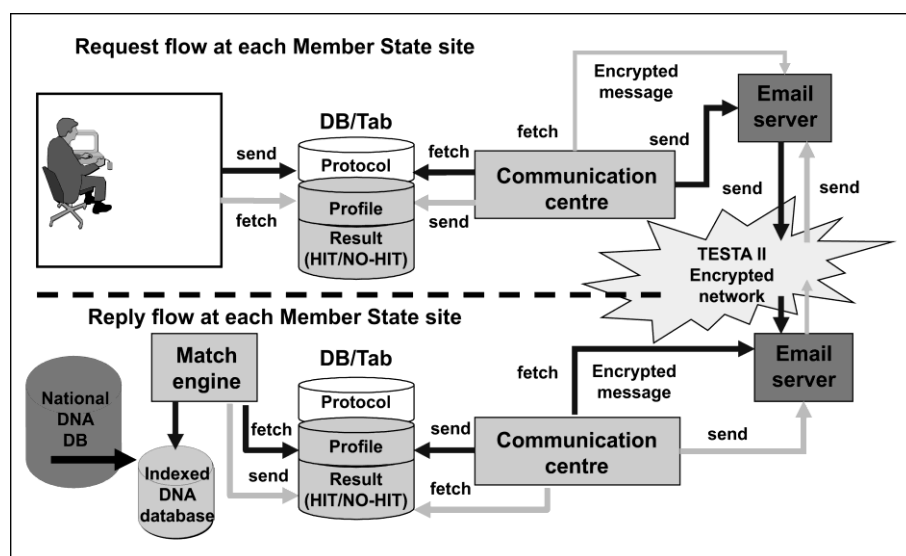 Request flow at each Member State site
Encrypted
message
Email
server
DB/Tab
fetch
send
Protocol
fetch
send
Communication
centre
send
send
Profile
fetch
send
Result
(HIT/NO-HIT)
TESTA II
Encrypted
network
Reply flow at each Member State site
Match
engine
DB/Tab
fetch
Encrypted
message
Email
server
National
DNA
DB
Protocol
fetch
Profile
send
Communication
centre
send
Indexed
DNA
database
send
Result
(HIT/NO-HIT)
fetch